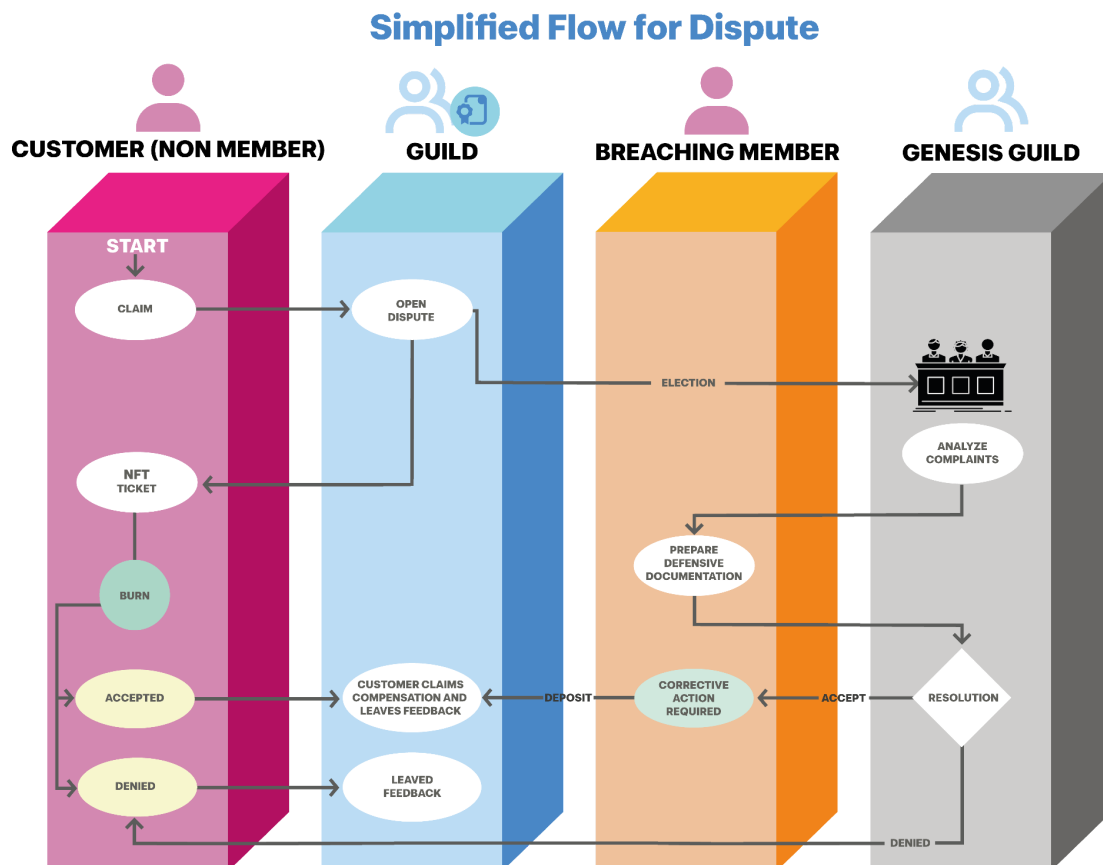 Simplified Flow for Dispute
CUSTOMER (NON MEMBER)
GUILD
BREACHING MEMBER
GENESIS GUILD
START
CLAIM
OPEN
DISPUTE
ELECTION
ANALYZE
COMPLAINTS
NFT
TICKET
PREPARE
DEFENSIVE
DOCUMENTATION
BURN
ACCEPTED
CUSTOMER CLAIMS
COMPENSATION AND
LEAVES FEEDBACK
DEPOSIT
CORRECTIVE
ACTION
REQUIRED
ACCEPT
RESOLUTION
DENIED
LEAVED
FEEDBACK
DENIED